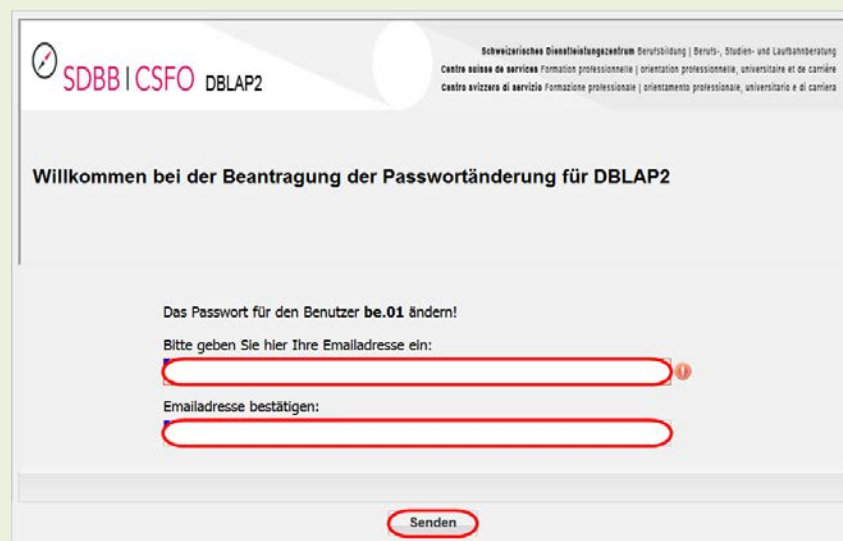 SDBB | CSFO DBLAP2
Schweizerisches Dienstleistungszentrum Berufsbildung | Berufs-, Studien- und Laufbahnberatung
Centre suisse de services Formation professionnelle | orientation professionnelle, universitaire et de carrière
Centro svizzero di servizio Formazione professionale | orientamento professionale, universitario e di carriera
Willkommen bei der Beantragung der Passwortänderung für DBLAP2
Das Passwort für den Benutzer be.01 ändern!
Bitte geben Sie hier Ihre Emailadresse ein:
Emailadresse bestätigen:
Senden